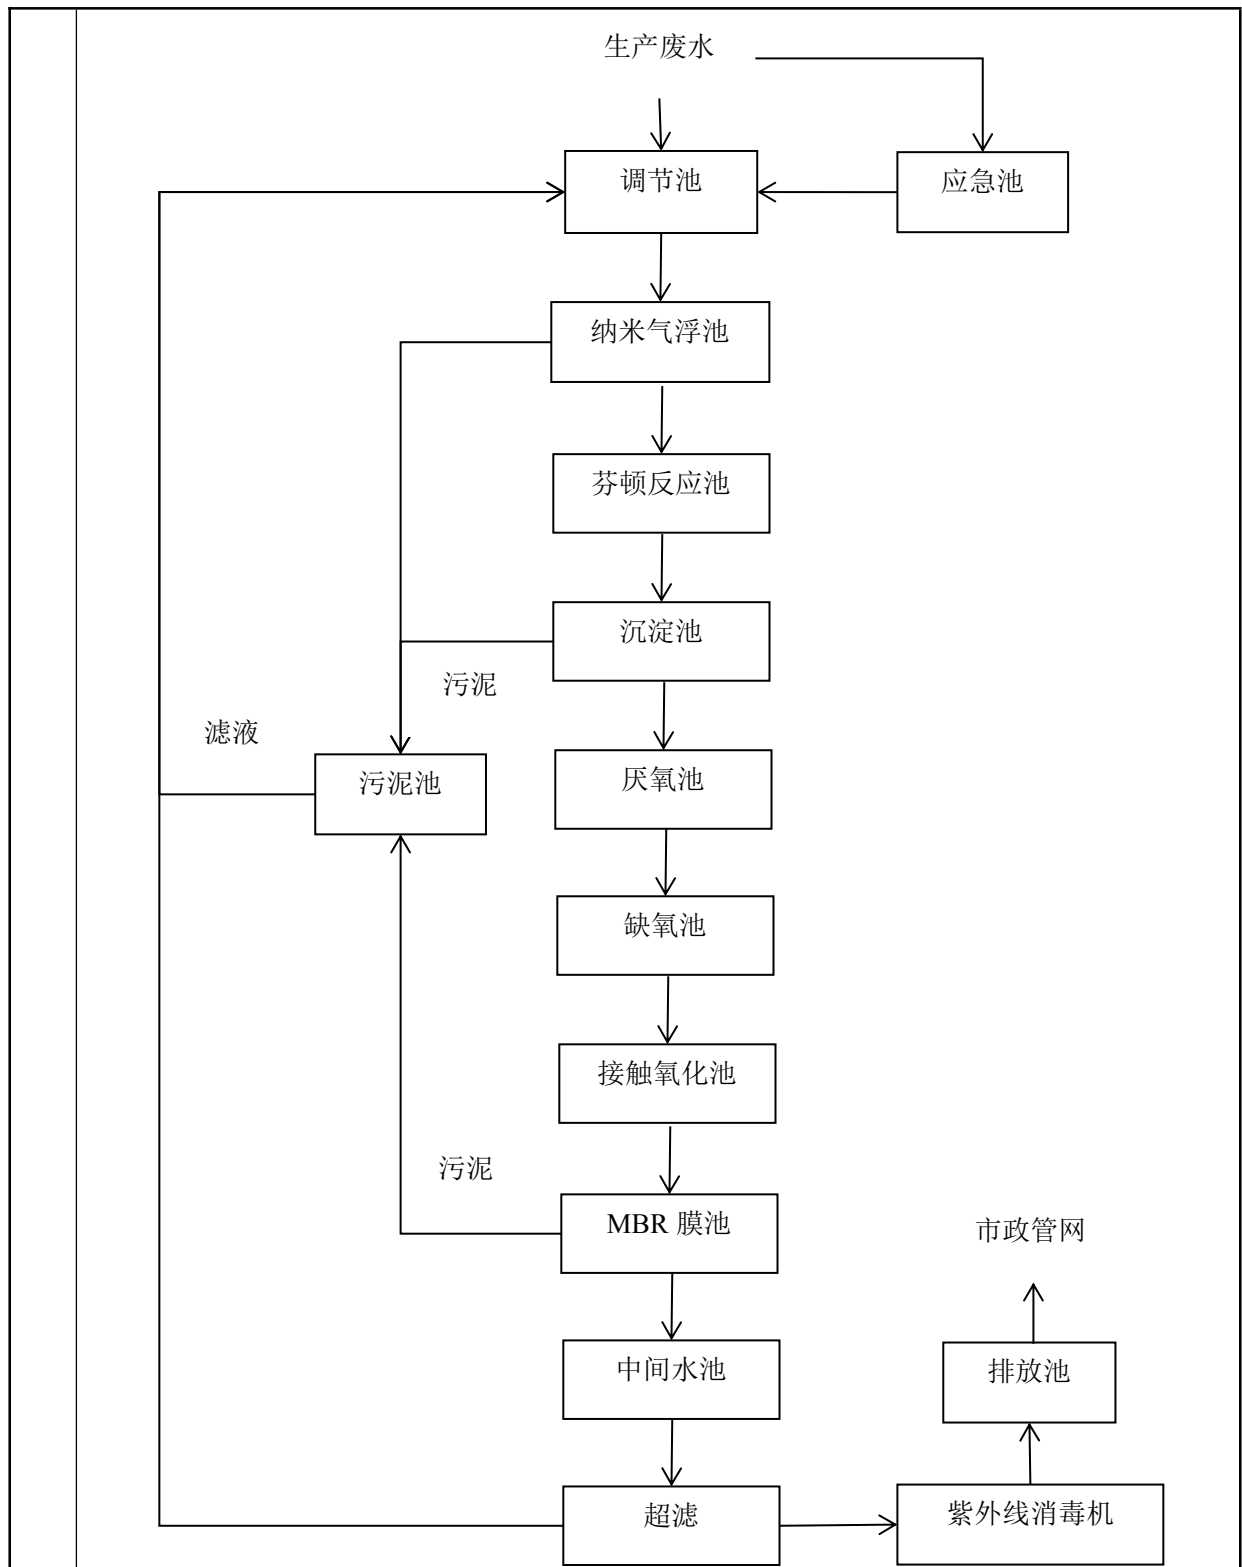 生产废水
调节池
应急池
纳米气浮池
芬顿反应池
沉淀池
污泥
滤液
污泥池
厌氧池
缺氧池
接触氧化池
污泥
MBR 膜池
市政管网
中间水池
排放池
超滤
紫外线消毒机